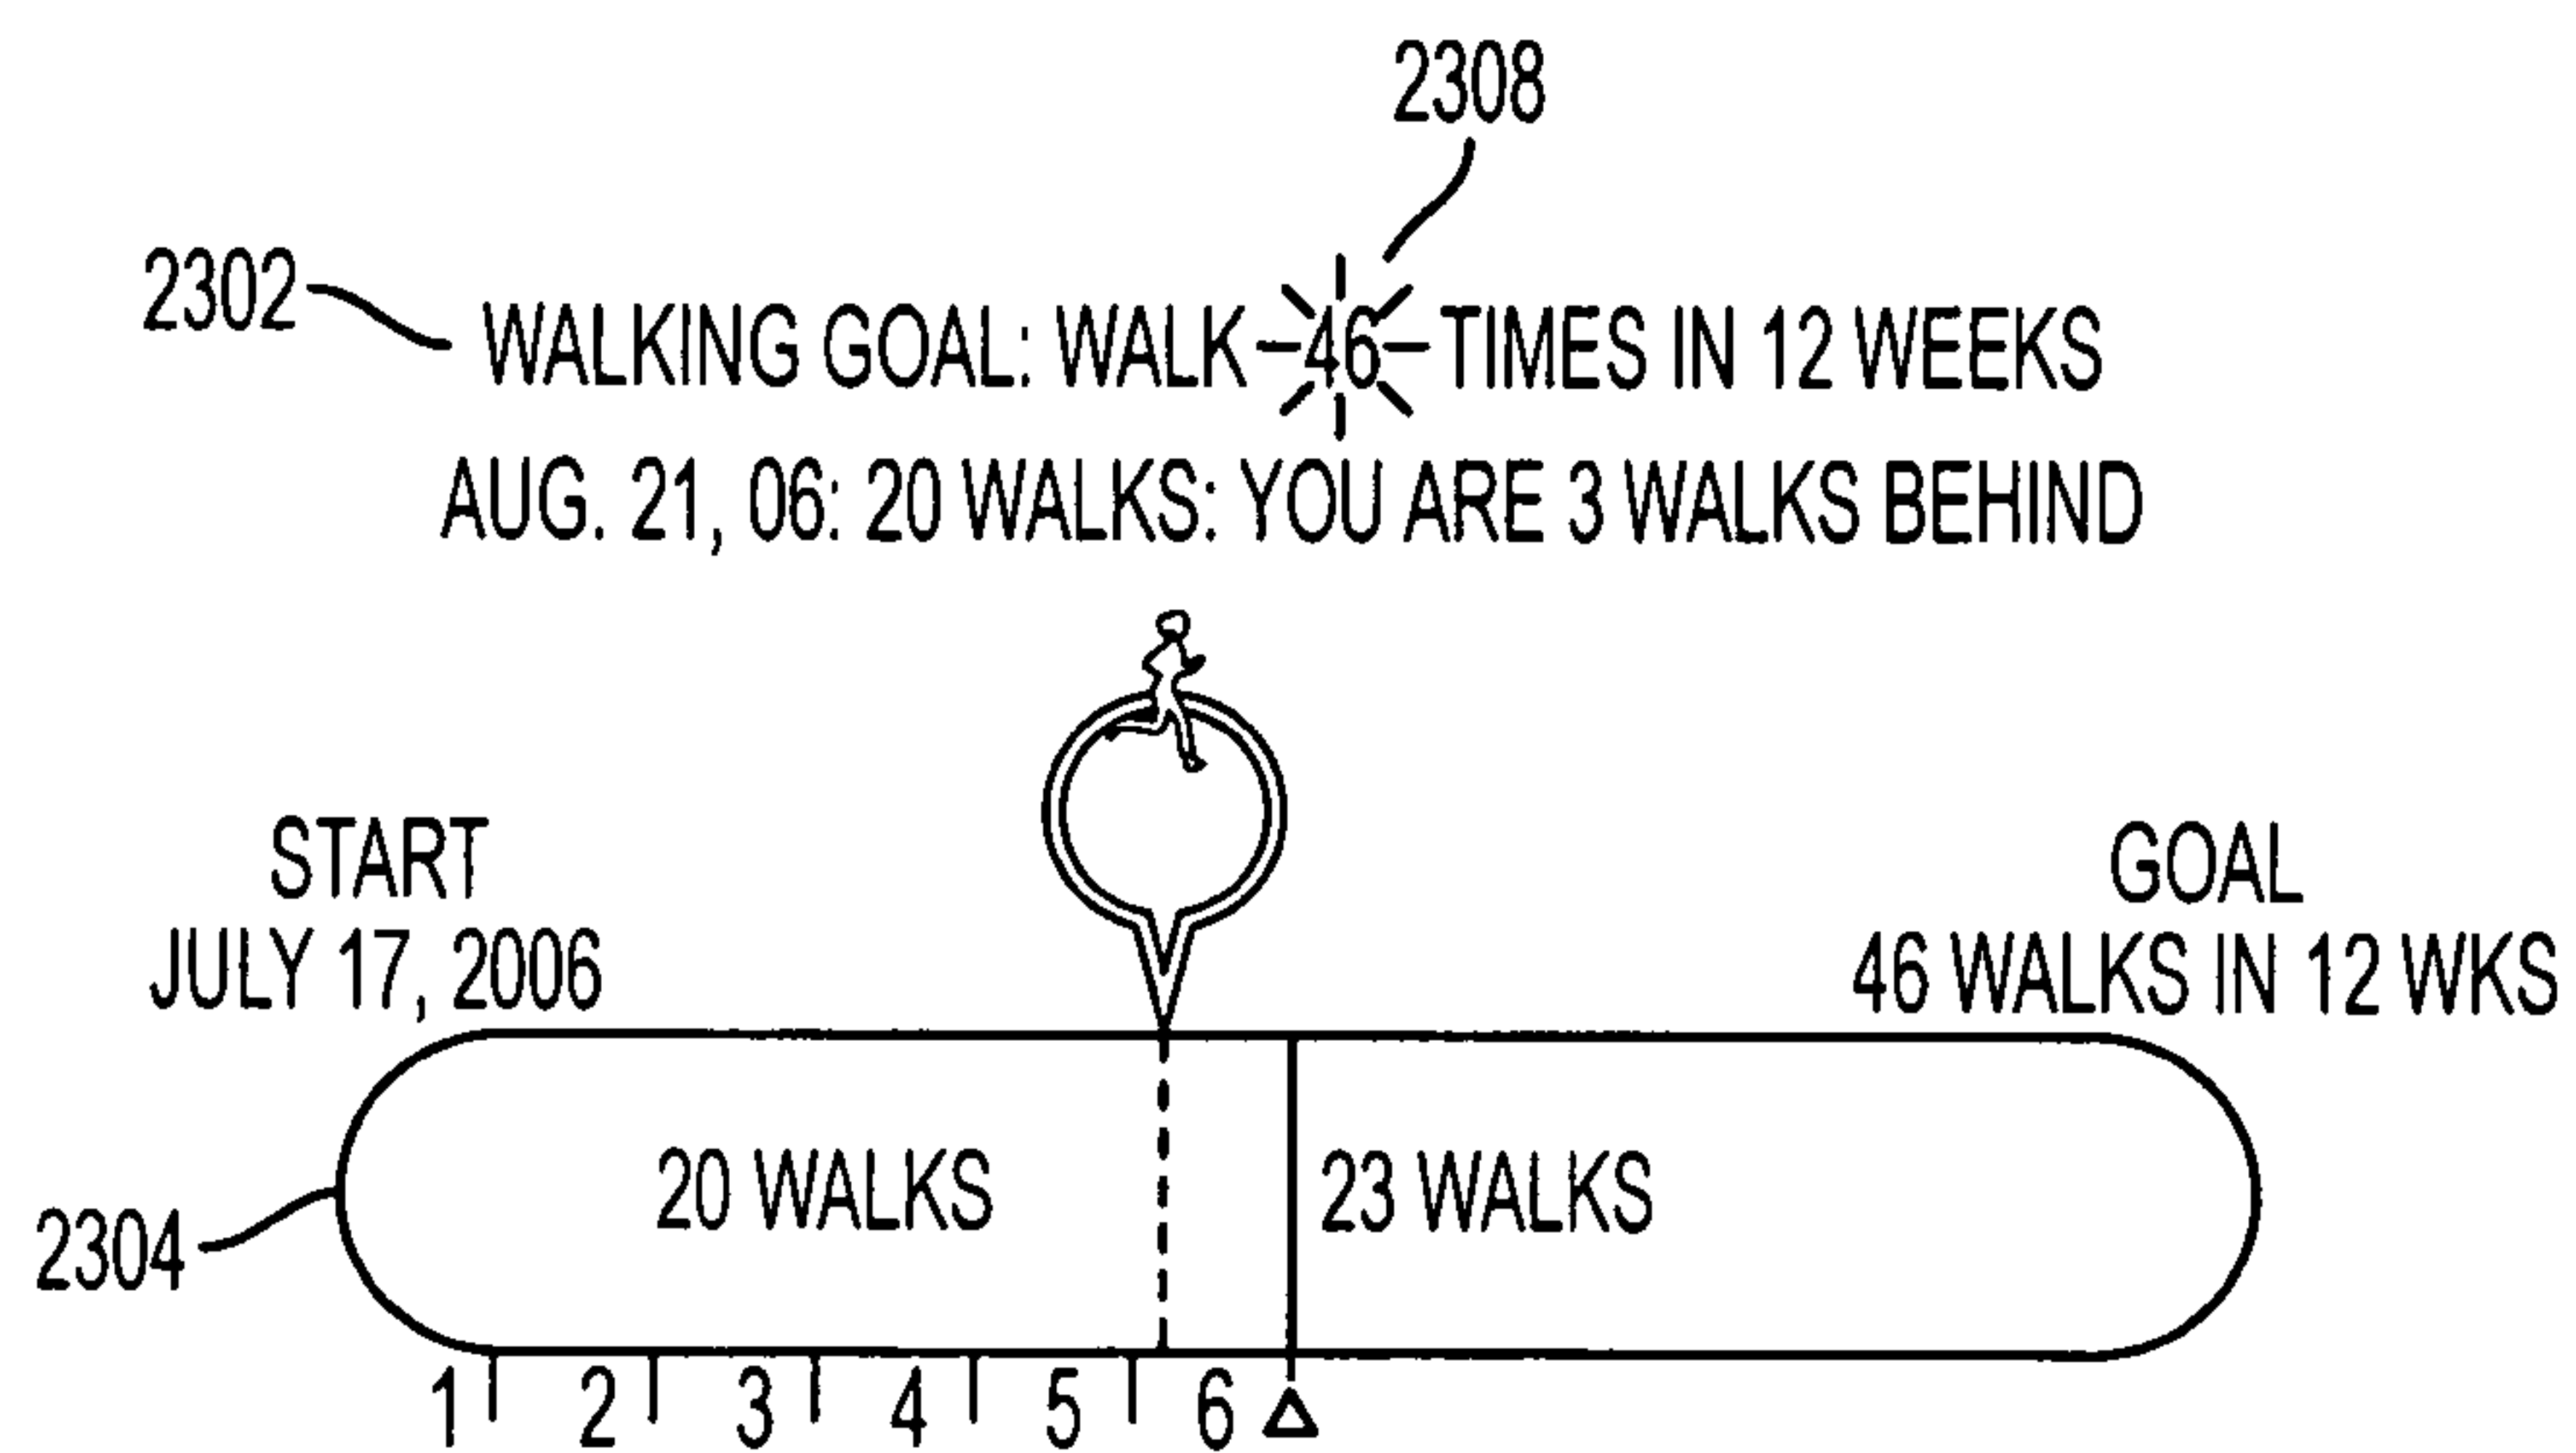 2308
2302
WALKING GOAL: WALK 46 TIMES IN 12 WEEKS
AUG. 21, 06: 20 WALKS: YOU ARE 3 WALKS BEHIND
START
JULY 17, 2006
GOAL
46 WALKS IN 12 WKS
20 WALKS
23 WALKS
2304
1 2 3 4 5 6